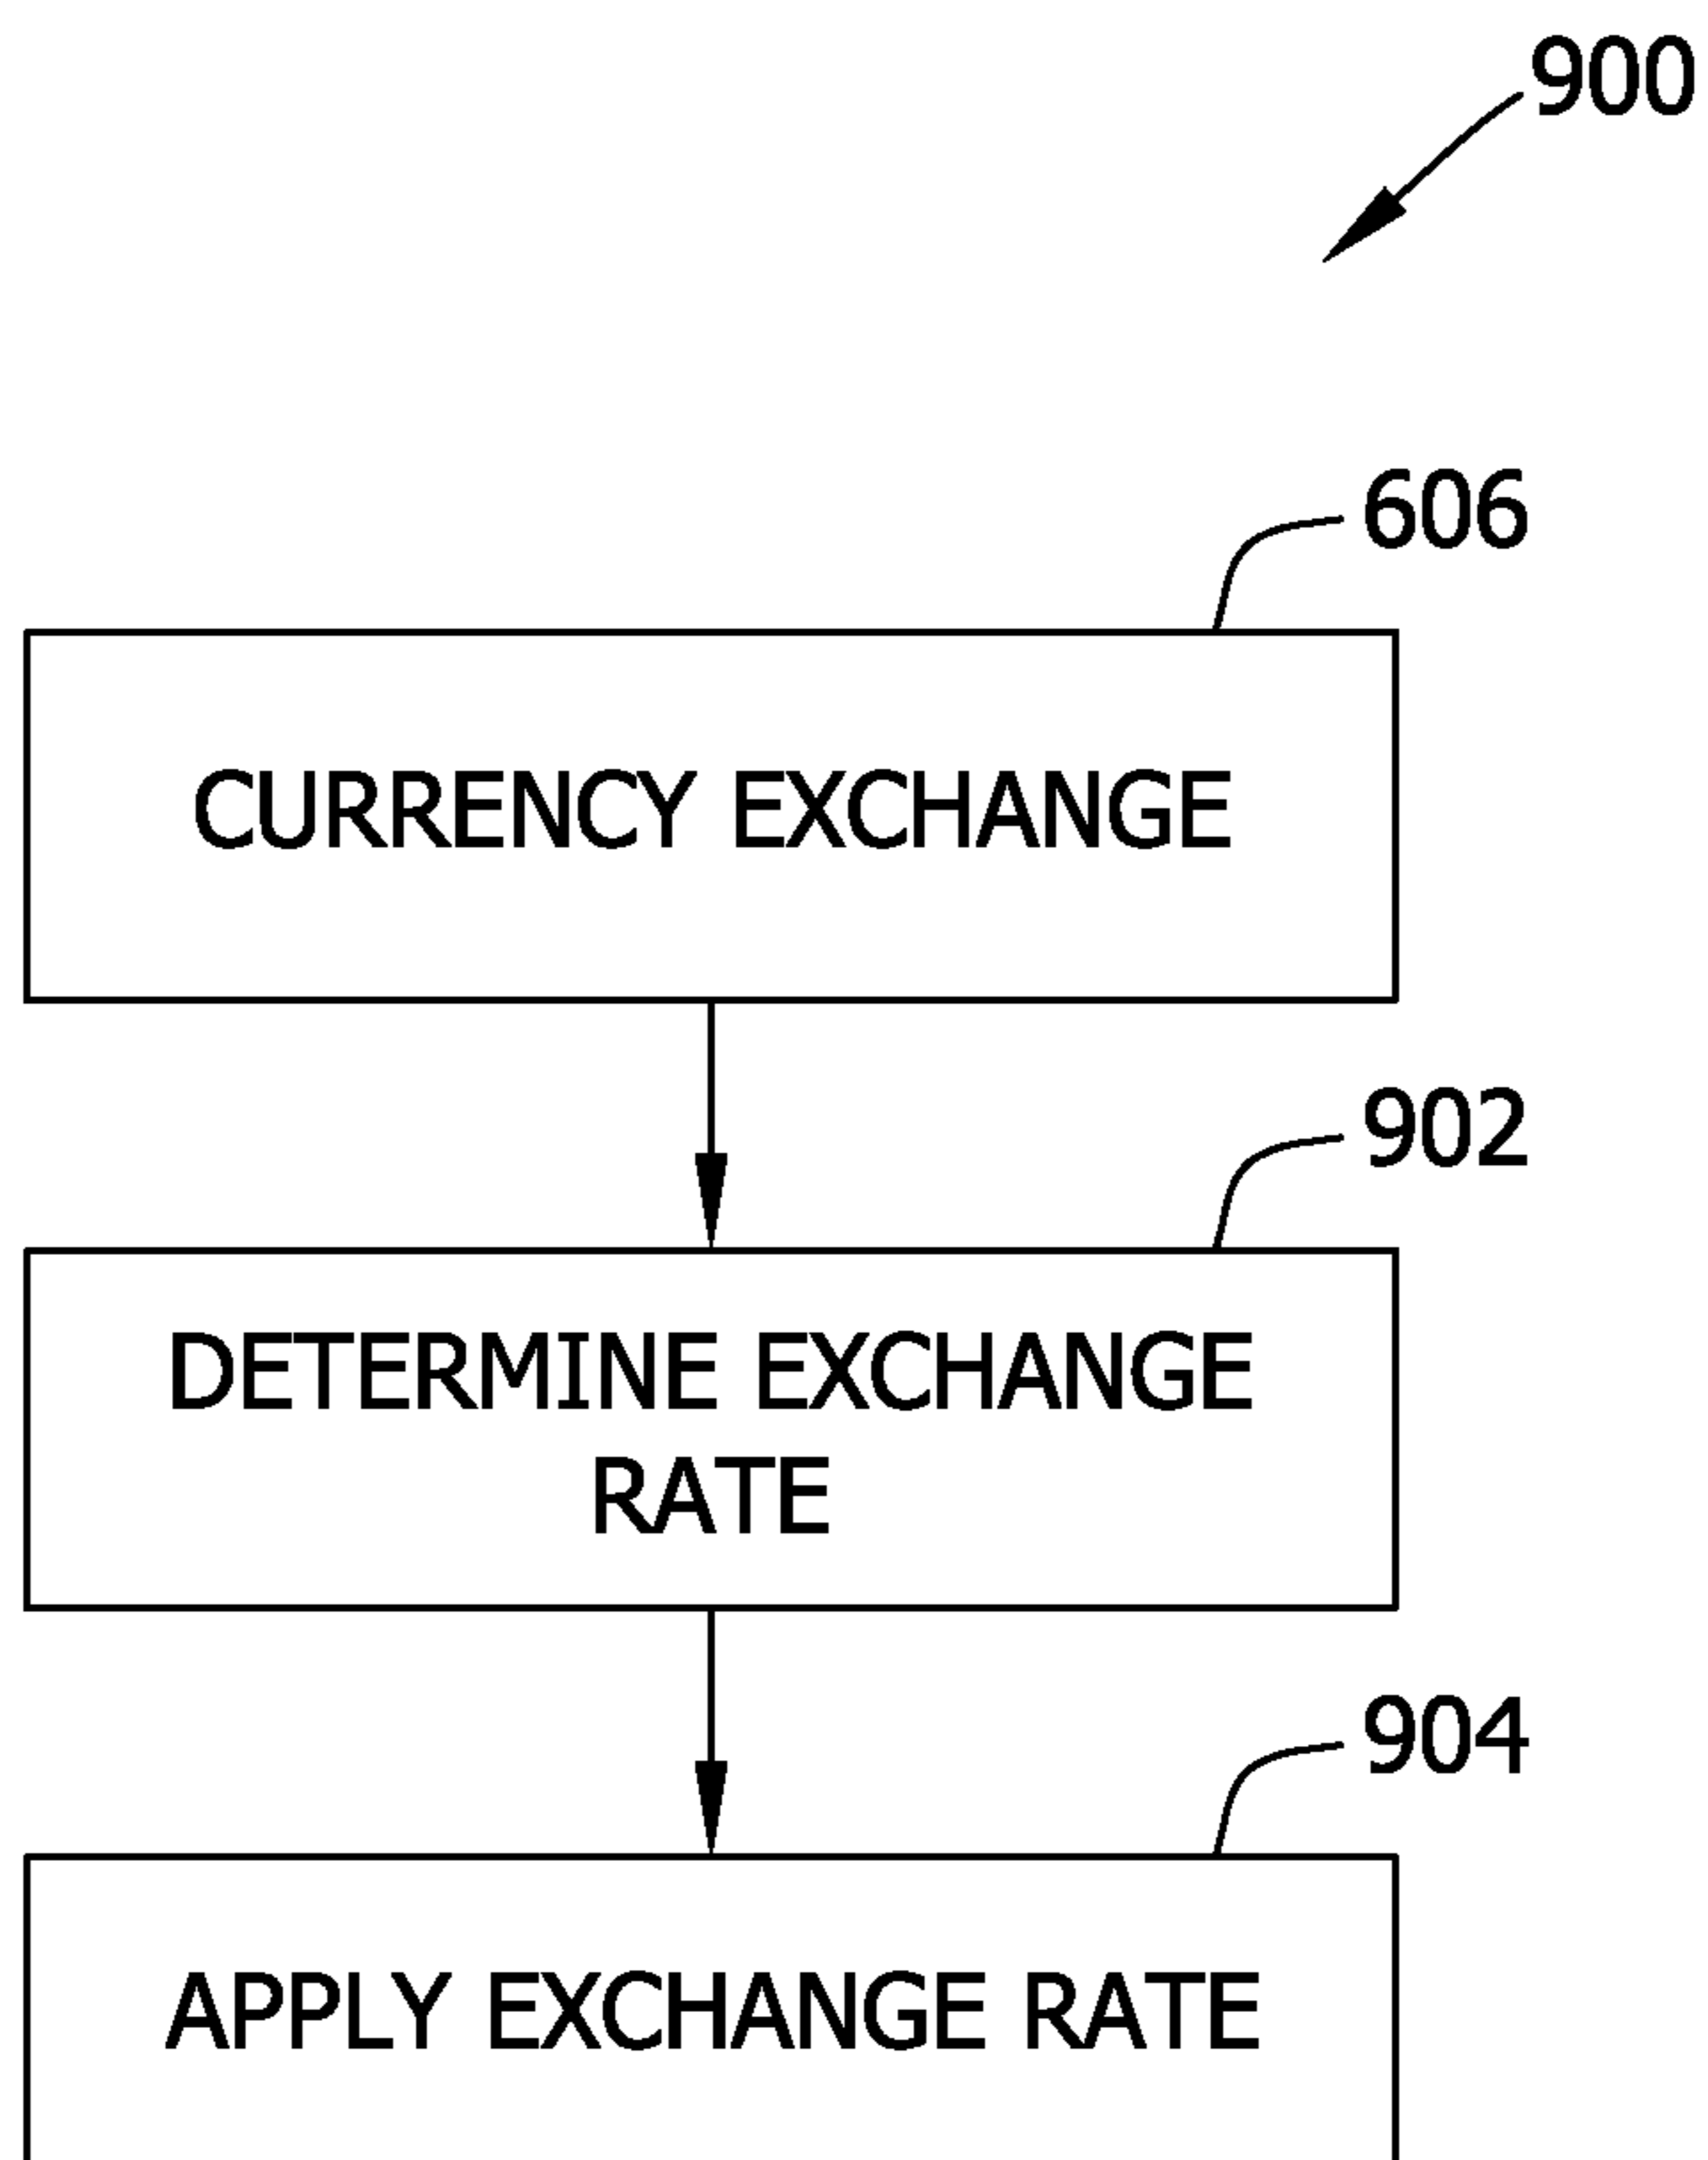 900
606
CURRENCY EXCHANGE
902
DETERMINE EXCHANGE
RATE
904
APPLY EXCHANGE RATE